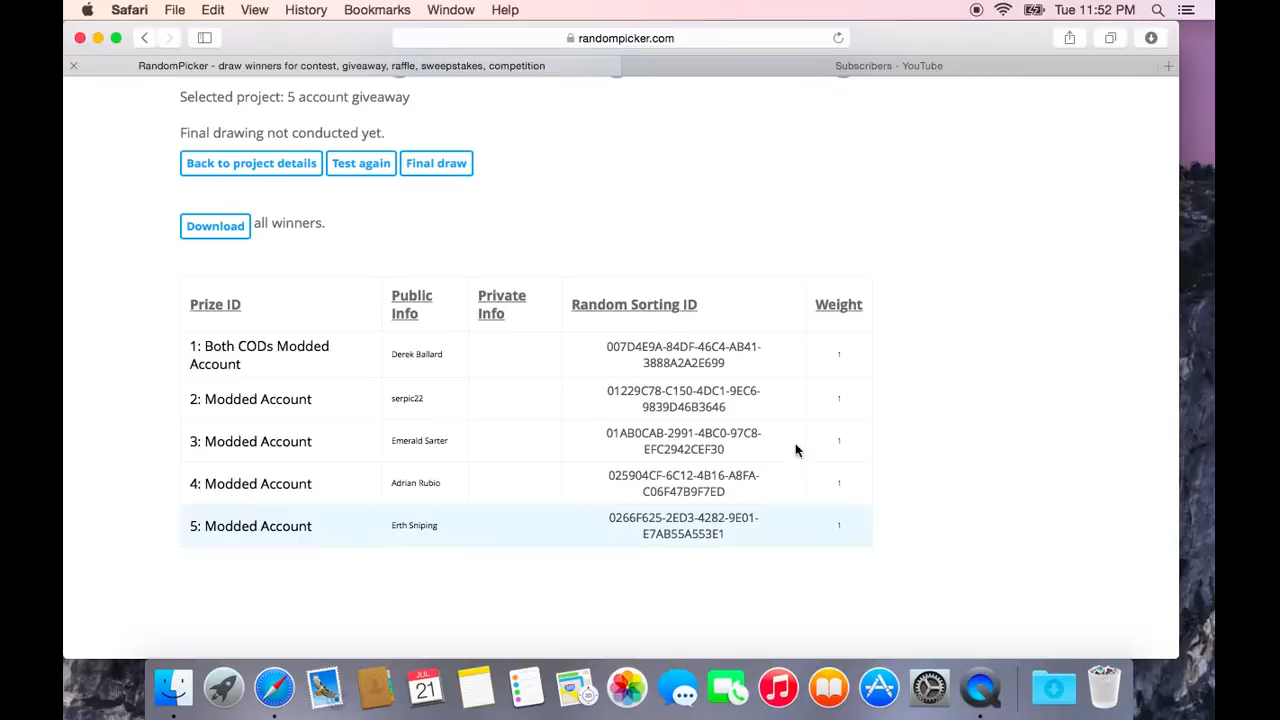 Safari File Edit View History Bookmarks Window Help Tue 11:52 PM
randompicker.com
RandomPicker - draw winners for contest, giveaway, raffle, sweepstakes, competition
Subscribers - YouTube
Selected project: 5 account giveaway
Final drawing not conducted yet.
Back to project details Test again Final draw
Download all winners.
Prize ID
Public
Info
Private
Info
Random Sorting ID
Weight
1: Both CODs Modded
Account
Derek Ballard
007D4E9A-84DF-46C4-AB41-
3888A2A2E699
1
2: Modded Account
serpic22
01229C78-C150-4DC1-9EC6-
9839D46B3646
1
3: Modded Account
Emerald Sarter
01AB0CAB-2991-4BC0-97C8-
EFC2942CEF30
1
4: Modded Account
Adrian Rubio
025904CF-6C12-4B16-A8FA-
C06F47B9F7ED
1
5: Modded Account
Erth Sniping
0266F625-2ED3-4282-9E01-
E7AB55A553E1
1
JUL
21